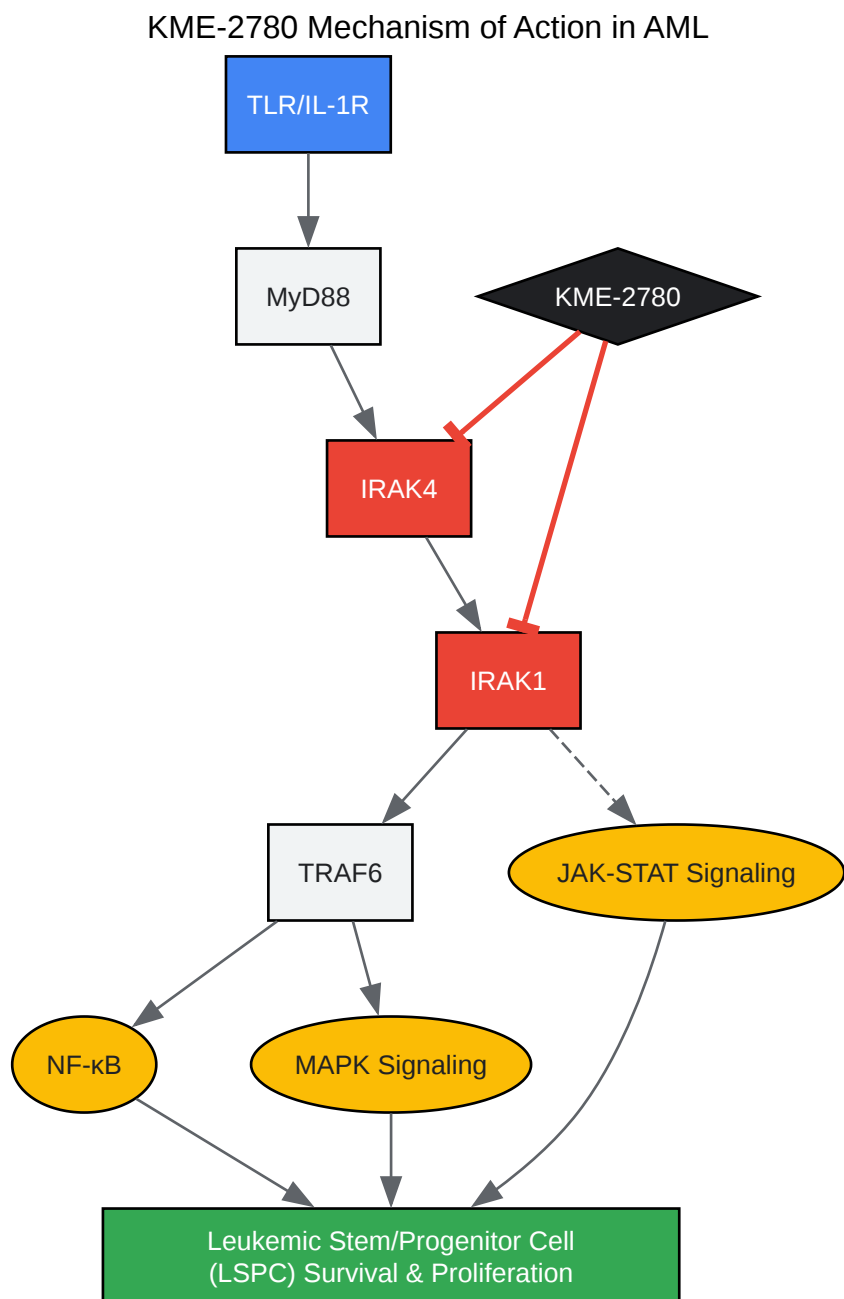 KME-2780 Mechanism of Action in AML
TLR/IL-1R
MyD88
KME-2780
IRAK4
IRAK1
TRAF6
JAK-STAT Signaling
NF-κB
MAPK Signaling
Leukemic Stem/Progenitor Cell
(LSPC) Survival & Proliferation